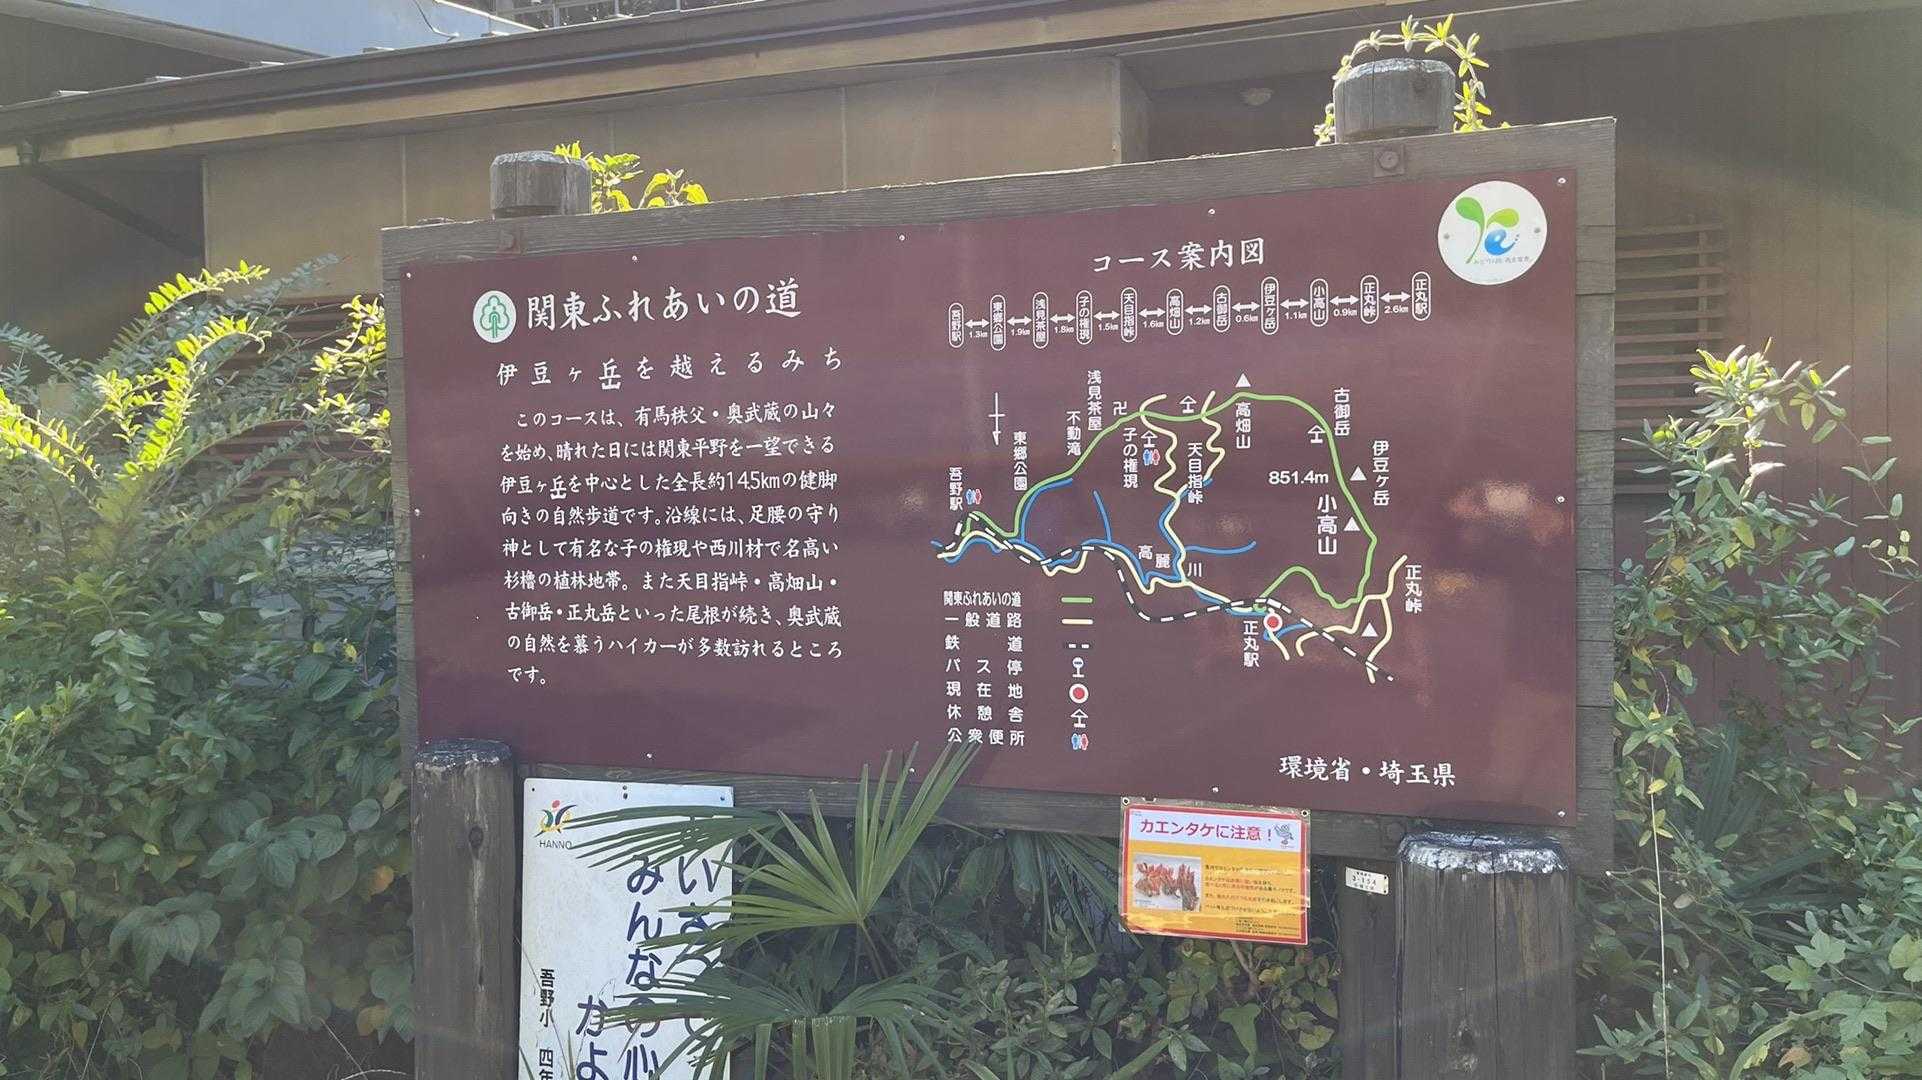 関東ふれあいの道
伊豆ヶ岳を越えるみち
このコースは、有馬秩父・奥武蔵の山々
を始め、晴れた日には関東平野を一望できる
伊豆ヶ岳を中心とした全長約14.5kmの健脚
向きの自然歩道です。沿線には、足腰の守り
神として有名な子の権現や西川材で名高い
杉檜の植林地帯。また天目指峠・高畑山・
古御岳・正丸岳といった尾根が続き、奥武蔵
の自然を慕うハイカーが多数訪れるところ
です。
コース案内図
吾野駅 1.3km 東郷公園 1.9km 浅見茶屋 1.8km 子の権現 1.5km 天目指峠 1.6km 高畑山 1.2km 古御岳 0.6km 伊豆ヶ岳 1.1km 小高山 0.9km 正丸峠 2.6km 正丸駅
吾野駅
東郷公園
不動滝
浅見茶屋
卍
子の権現
天目指峠
高畑山
古御岳
伊豆ヶ岳
851.4m
小高山
正丸峠
正丸駅
高麗川
関東ふれあいの道
一般道路
鉄道
バス停
現在地
休憩舎
公衆便所
環境省・埼玉県
HANNO
みんなの心
かよ
吾野小
四年
カエンタケに注意！
3-154